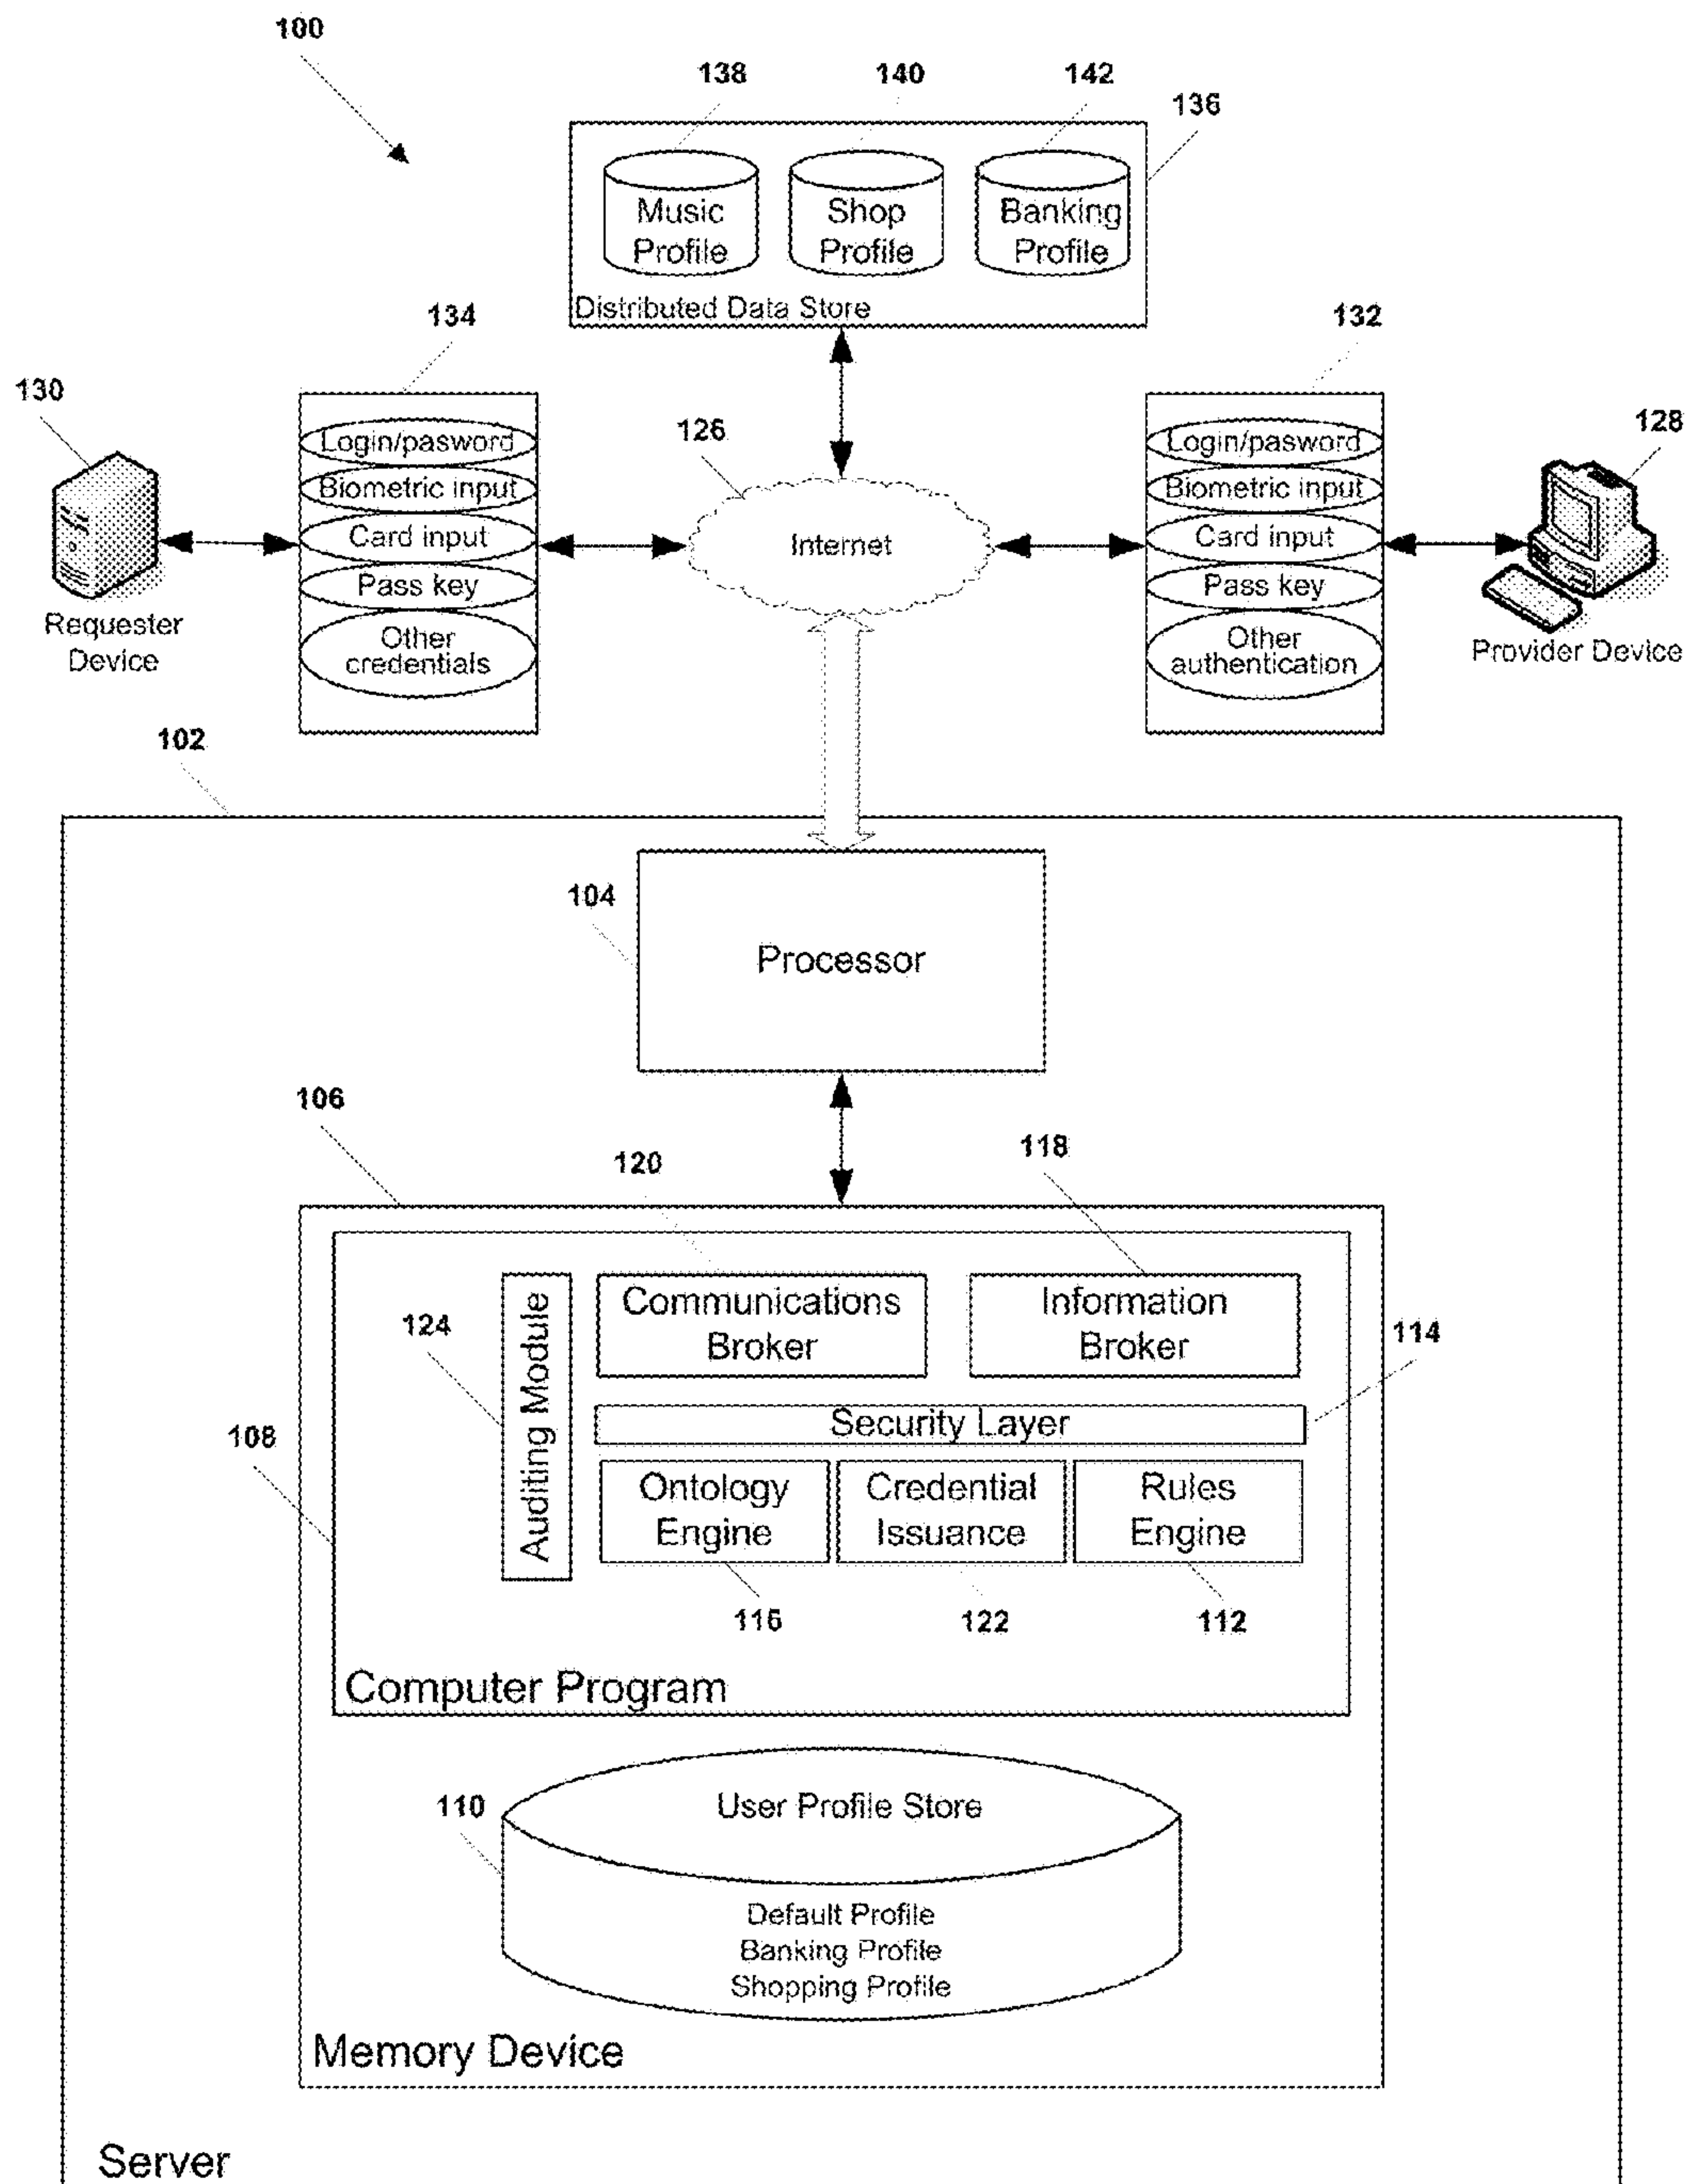 100
138
140
142
136
Music
Profile
Shop
Profile
Banking
Profile
Distributed Data Store
134
132
130
126
128
Login/pasword
Biometric input
Card input
Pass key
Other
credentials
Internet
Login/pasword
Biometric input
Card input
Pass key
Other
authentication
Requester
Device
Provider Device
102
104
Processor
106
120
118
124
Auditing Module
Communications
Broker
Information
Broker
114
Security Layer
108
Ontology
Engine
Credential
Issuance
Rules
Engine
116
122
112
Computer Program
110
User Profile Store
Default Profile
Banking Profile
Shopping Profile
Memory Device
Server